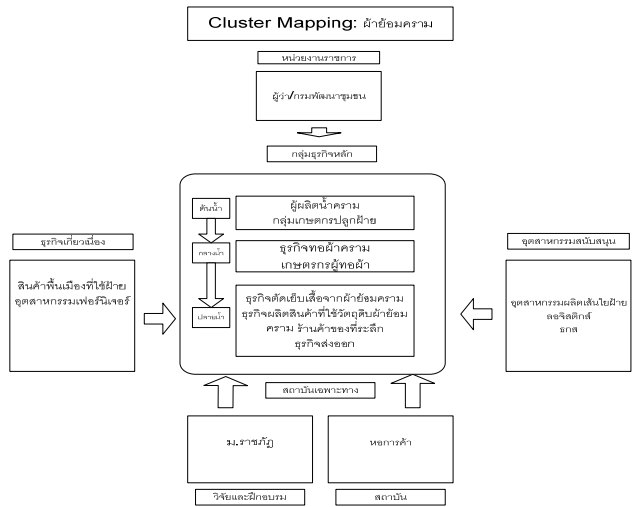 Cluster Mapping: ผ้าย้อมคราม
หน่วยงานราชการ
ผู้ว่า/กรมพัฒนาชุมชน
กลุ่มธุรกิจหลัก
ต้นน้ำ
ผู้ผลิตน้ำคราม
กลุ่มเกษตรปลูกฝ้าย
กลางน้ำ
ธุรกิจทอผ้าคราม
เกษตรกรผู้ทอผ้า
ปลายน้ำ
ธุรกิจตัดเย็บเสื้อจากผ้าย้อมคราม
ธุรกิจผลิตสินค้าที่ใช้วัตถุดิบผ้าย้อม
คราม ร้านค้าของที่ระลึก
ธุรกิจส่งออก
ธุรกิจเกี่ยวเนื่อง
สินค้าพื้นเมืองที่ใช้ฝ้าย
อุตสาหกรรมเฟอร์นิเจอร์
อุตสาหกรรมสนับสนุน
อุตสาหกรรมผลิตเส้นใยฝ้าย
ลอจิสติกส์
ธกส
สถาบันเฉพาะทาง
ม.ราชภัฏ
หอการค้า
วิจัยและฝึกอบรม
สถาบัน